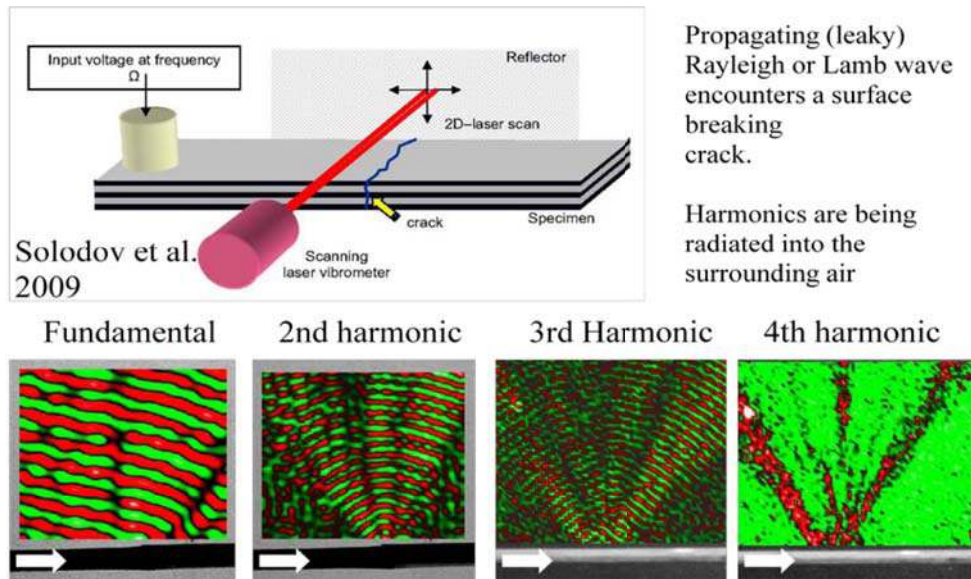 Input voltage at frequency
Ω
Reflector
2D-laser scan
crack
Specimen
Scanning
laser vibrometer
Solodov et al.
2009
Propagating (leaky)
Rayleigh or Lamb wave
encounters a surface
breaking
crack.
Harmonics are being
radiated into the
surrounding air
Fundamental
2nd harmonic
3rd Harmonic
4th harmonic